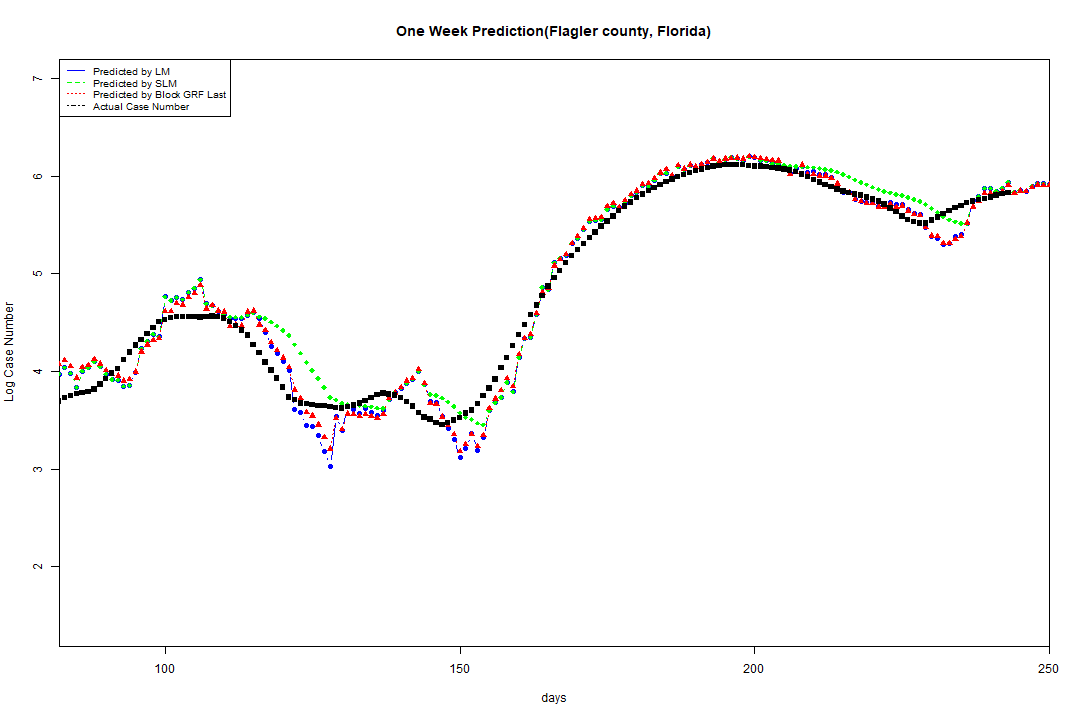 One Week Prediction(Flagler county, Florida)
Predicted by LM
Predicted by SLM
Predicted by Block GRF Last
Actual Case Number
7
6
5
4
3
2
Log Case Number
100 150 200 250
days